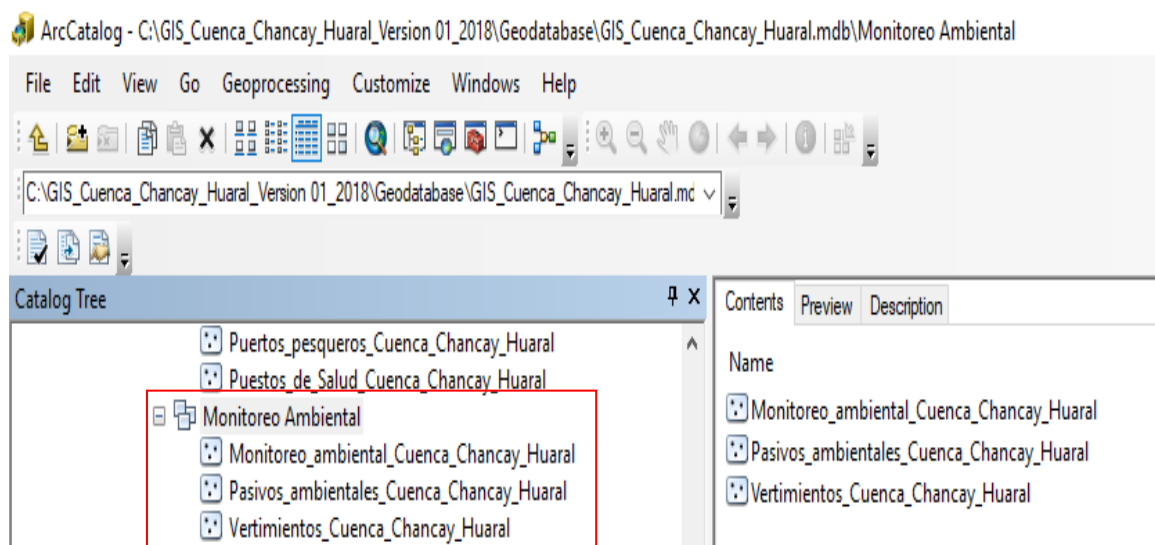 ArcCatalog - C:\GIS_Cuenca_Chancay_Huaral_Version 01_2018\Geodatabase\GIS_Cuenca_Chancay_Huaral.mdb\Monitoreo Ambiental
File Edit View Go Geoprocessing Customize Windows Help
C:\GIS_Cuenca_Chancay_Huaral_Version 01_2018\Geodatabase\GIS_Cuenca_Chancay_Huaral.md
Catalog Tree
Puertos_pesqueros_Cuenca_Chancay_Huaral
Puestos_de_Salud_Cuenca_Chancay_Huaral
Monitoreo Ambiental
Monitoreo_ambiental_Cuenca_Chancay_Huaral
Pasivos_ambientales_Cuenca_Chancay_Huaral
Vertimientos_Cuenca_Chancay_Huaral
Contents Preview Description
Name
Monitoreo_ambiental_Cuenca_Chancay_Huaral
Pasivos_ambientales_Cuenca_Chancay_Huaral
Vertimientos_Cuenca_Chancay_Huaral